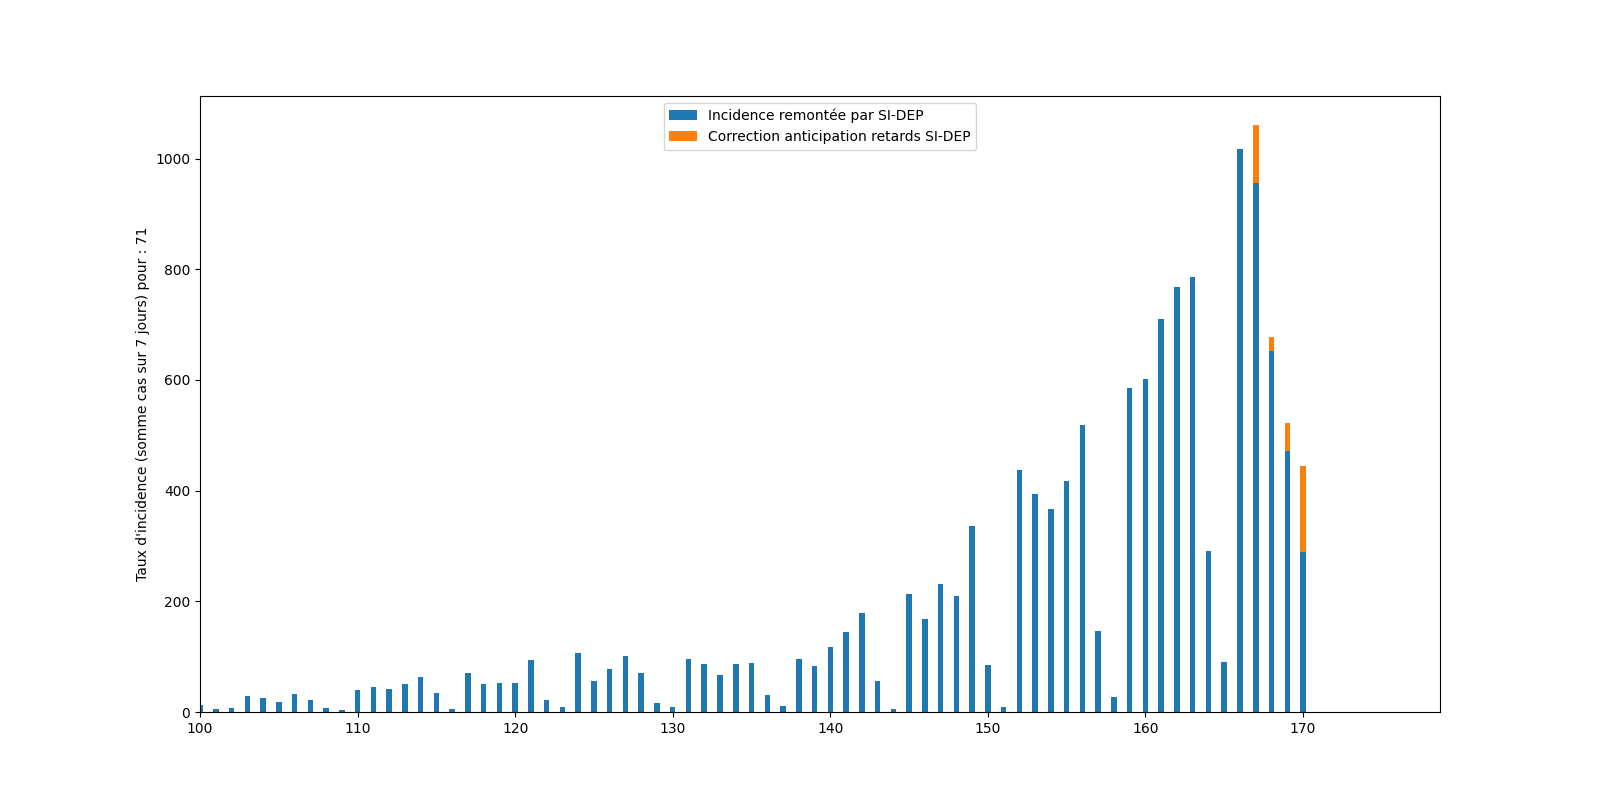 Incidence remontée par SI-DEP
Correction anticipation retards SI-DEP
Taux d'incidence (somme cas sur 7 jours) pour : 71
1000
800
600
400
200
0
100 110 120 130 140 150 160 170